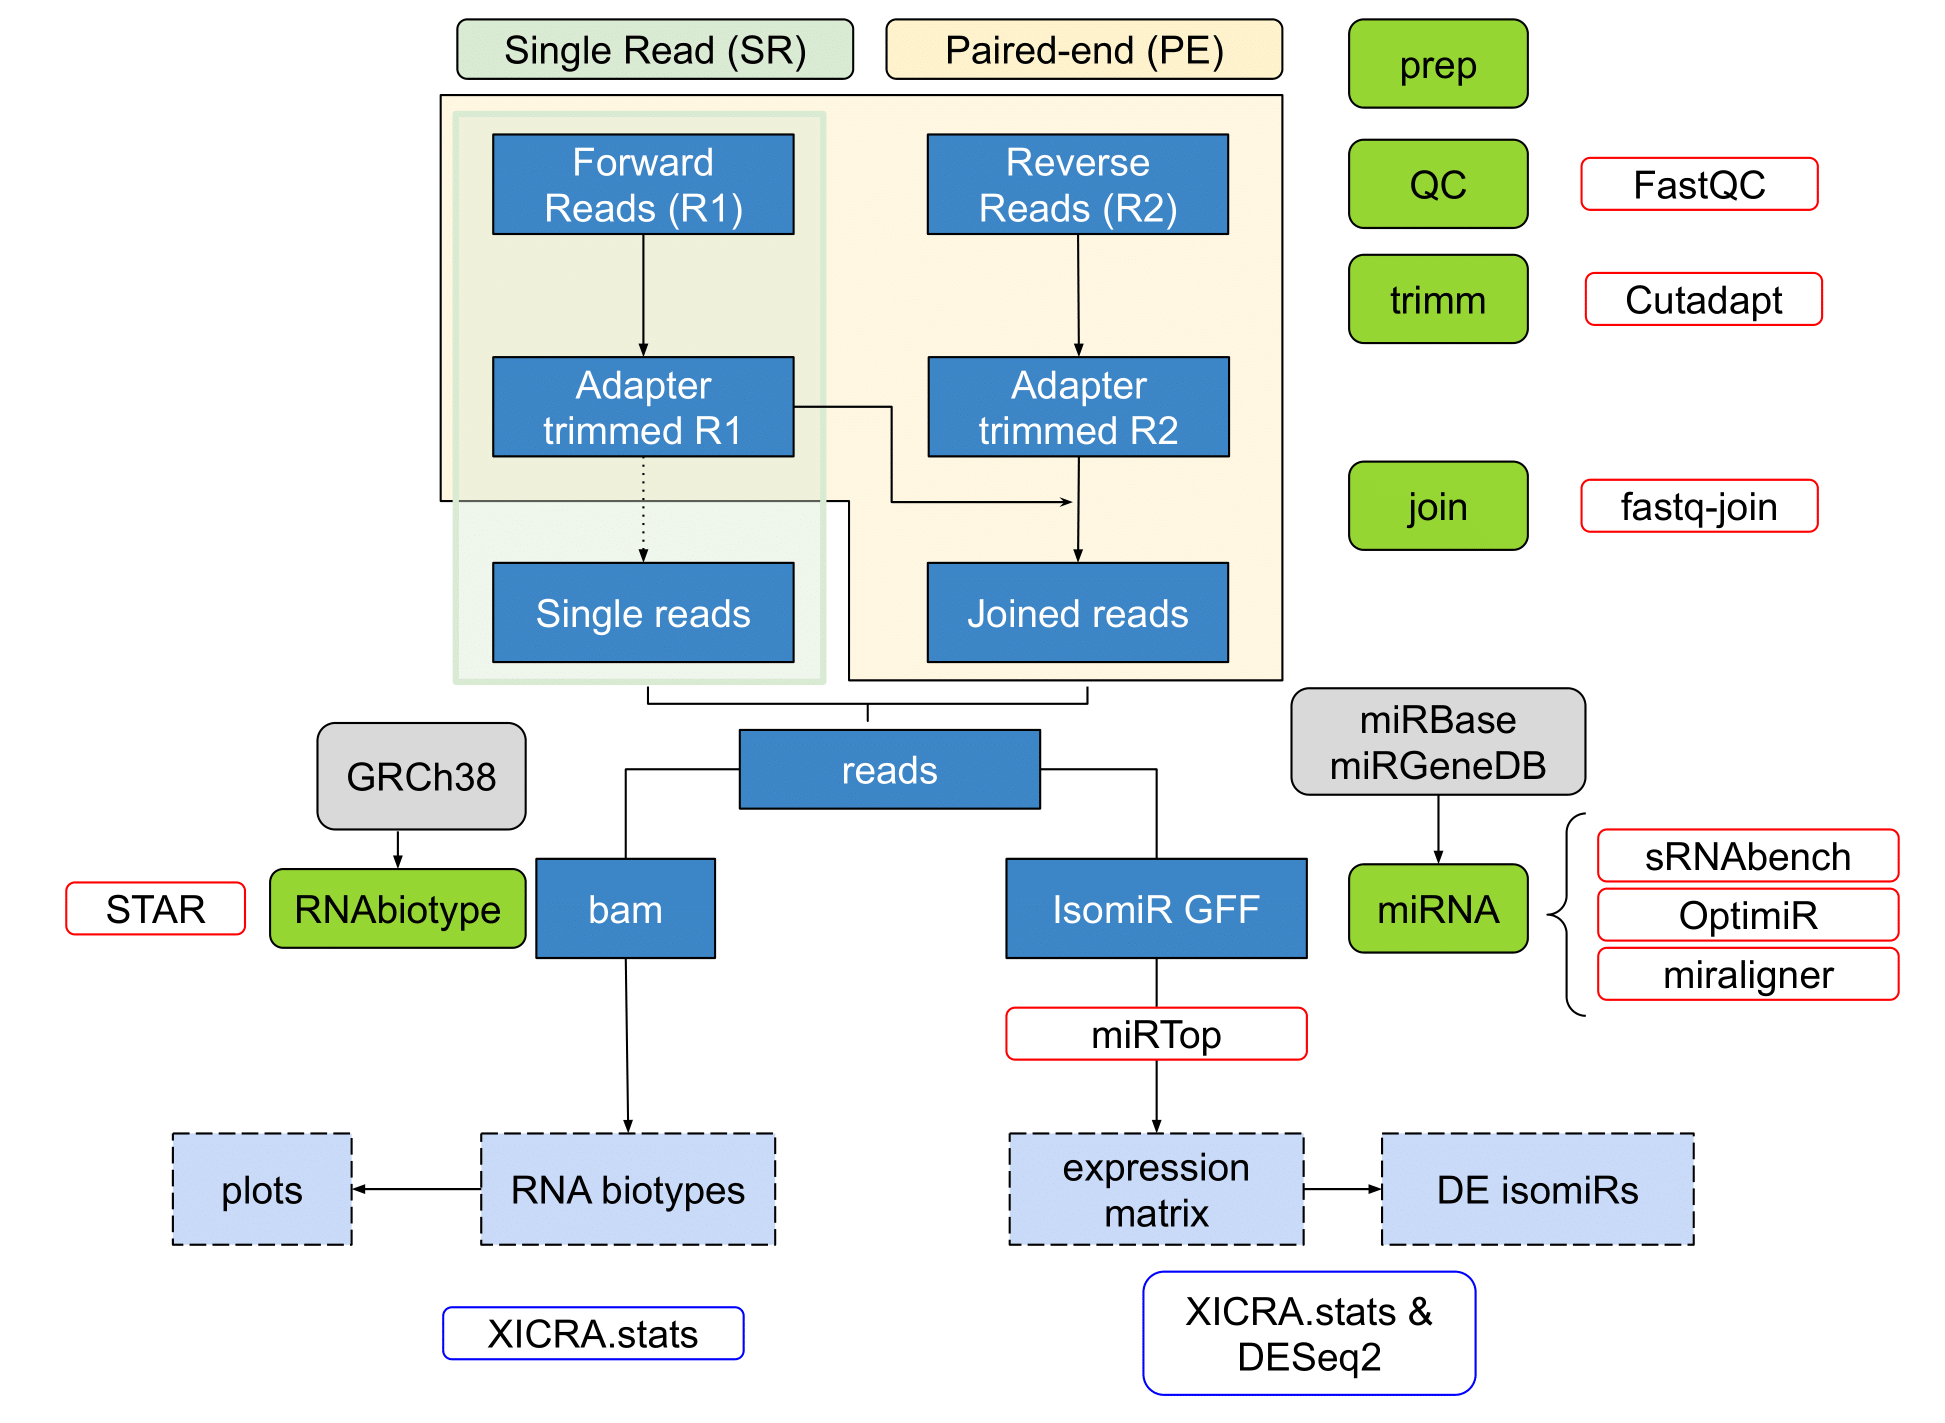 Single Read (SR)
Paired-end (PE)
prep
Forward
Reads (R1)
Reverse
Reads (R2)
QC
FastQC
trimm
Cutadapt
Adapter
trimmed R1
Adapter
trimmed R2
join
fastq-join
Single reads
Joined reads
miRBase
miRGeneDB
GRCh38
reads
sRNAbench
STAR
RNAbiotype
bam
IsomiR GFF
miRNA
OptimiR
miraligner
miRTop
plots
RNA biotypes
expression
matrix
DE isomiRs
XICRA.stats
XICRA.stats &
DESeq2